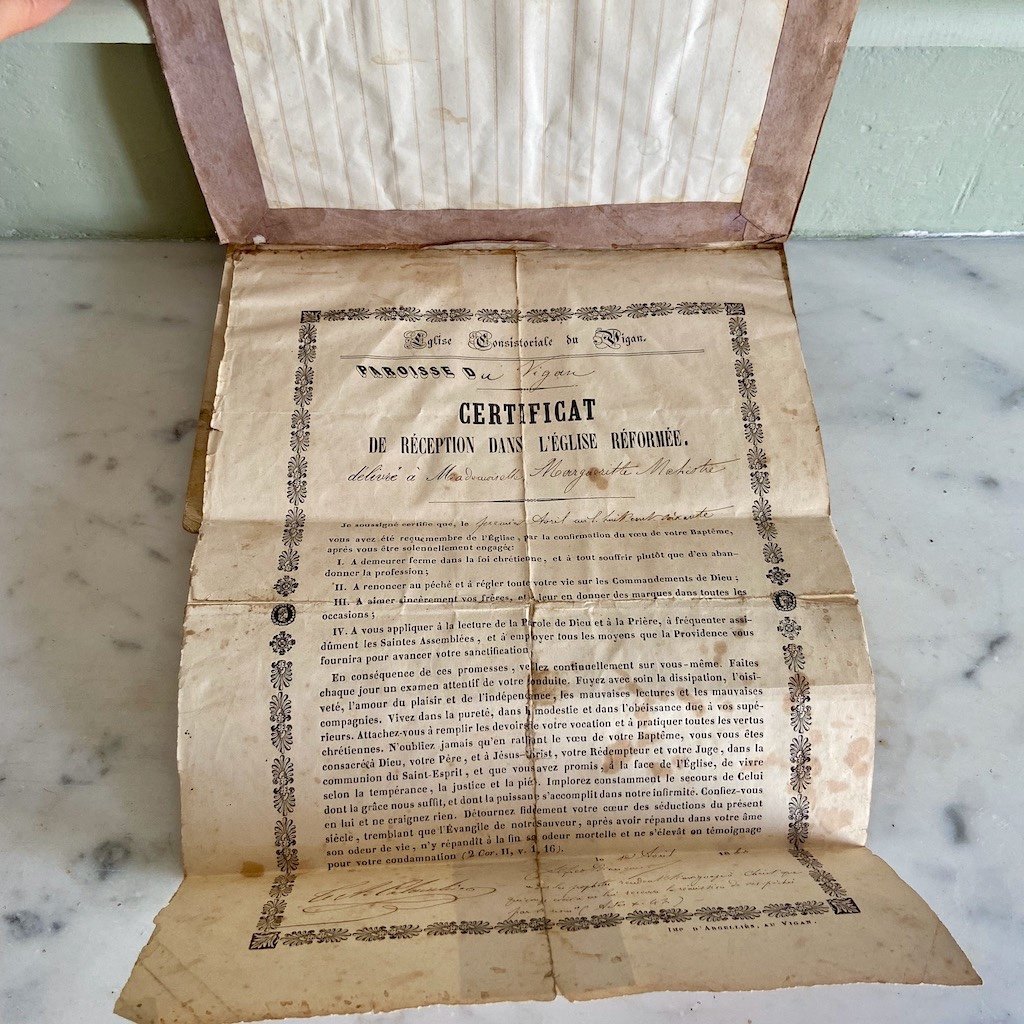 Église Consistoriale du Vigan.
PAROISSE Du Vigan
CERTIFICAT
DE RÉCEPTION DANS L'ÉGLISE RÉFORMÉE.
délivré à Mademoiselle Marguerite
Je soussigné certifie que, le premier Avril mil huit cent soixante
vous avez été reçue membre de l'Église, par la confirmation du vœu de votre Baptême,
après vous être solennellement engagée:
I. A demeurer ferme dans la foi chrétienne, et à tout souffrir plutôt que d'en aban-
donner la profession;
II. A renoncer au péché et à régler toute votre vie sur les Commandements de Dieu;
III. A aimer sincèrement vos frères, et à leur en donner des marques dans toutes les
occasions;
IV. A vous appliquer à la lecture de la Parole de Dieu et à la Prière, à fréquenter assi-
dûment les Saintes Assemblées, et à employer tous les moyens que la Providence vous
fournira pour avancer votre sanctification.
En conséquence de ces promesses, veillez continuellement sur vous-même. Faites
chaque jour un examen attentif de votre conduite. Fuyez avec soin la dissipation, l'oisi-
veté, l'amour du plaisir et de l'indépendance, les mauvaises lectures et les mauvaises
compagnies. Vivez dans la pureté, dans la modestie et dans l'obéissance due à vos supé-
rieurs. Attachez-vous à remplir les devoirs de votre vocation et à pratiquer toutes les vertus
chrétiennes. N'oubliez jamais qu'en ratifiant le vœu de votre Baptême, vous vous êtes
consacrée à Dieu, votre Père, et à Jésus-Christ, votre Rédempteur et votre Juge, dans la
communion du Saint-Esprit, et que vous avez promis, à la face de l'Église, de vivre
selon la tempérance, la justice et la piété. Implorez constamment le secours de Celui
dont la grâce nous suffit, et dont la puissance s'accomplit dans notre infirmité. Confiez-vous
en lui et ne craignez rien. Détournez fidèlement votre cœur des séductions du présent
siècle, tremblant que l'Évangile de notre Sauveur, après avoir répandu dans votre âme
son odeur de vie, n'y répandît à la fin son odeur mortelle et ne s'élevât en témoignage
pour votre condamnation (2 Cor. II, v. 1, 16).
le Avril 18
Tous les prophètes rendent témoignage à Christ que
IMP D'ARGELLIÈS, AU VIGAN.